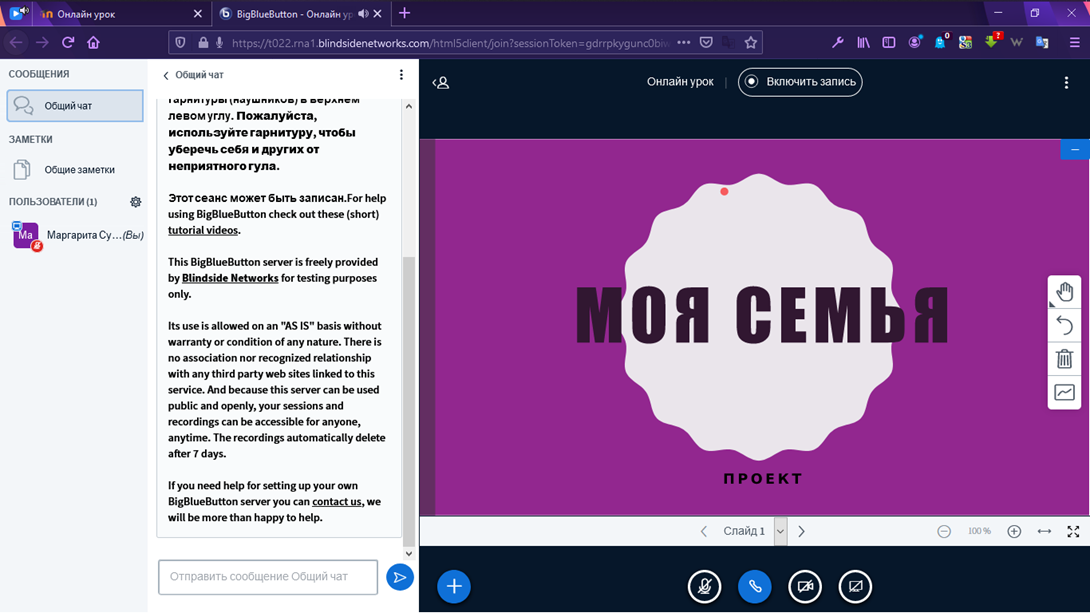 Онлайн урок
BigBlueButton - Онлайн ур
https://t022.rna1.blindsidenetworks.com/html5client/join?sessionToken=gdrrpkygunc0biw
СООБЩЕНИЯ
Общий чат
ЗАМЕТКИ
Общие заметки
ПОЛЬЗОВАТЕЛИ (1)
Ma
Маргарита Су…(Вы)
Общий чат
гарнитуры (наушников) в верхнем
левом углу. Пожалуйста,
используйте гарнитуру, чтобы
уберечь себя и других от
неприятного гула.
Этот сеанс может быть записан.For help
using BigBlueButton check out these (short)
tutorial videos.
This BigBlueButton server is freely provided
by Blindside Networks for testing purposes
only.
Its use is allowed on an "AS IS" basis without
warranty or condition of any nature. There is
no association nor recognized relationship
with any third party web sites linked to this
service. And because this server can be used
public and openly, your sessions and
recordings can be accessible for anyone,
anytime. The recordings automatically delete
after 7 days.
If you need help for setting up your own
BigBlueButton server you can contact us, we
will be more than happy to help.
Отправить сообщение Общий чат
Онлайн урок
Включить запись
МОЯ СЕМЬЯ
ПРОЕКТ
Слайд 1
100 %